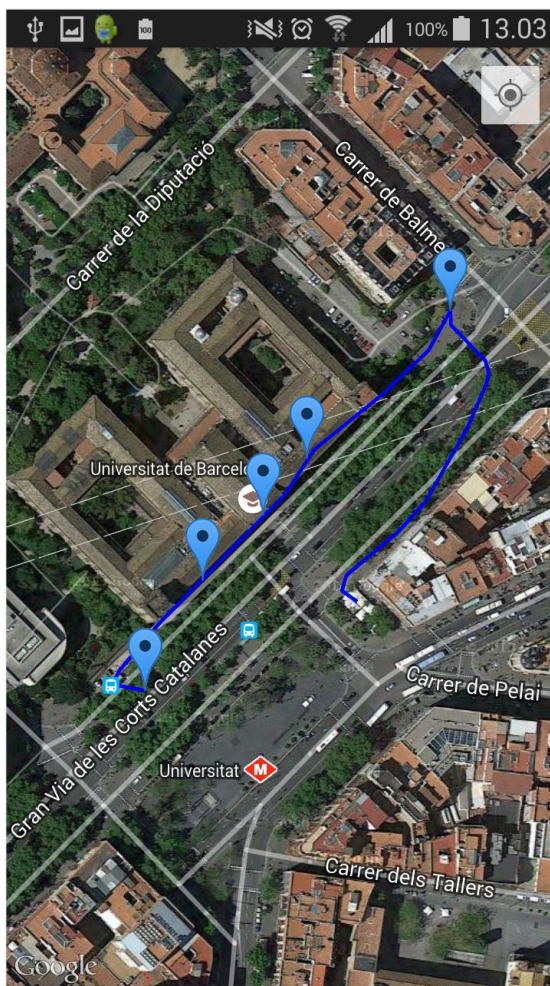 100
100%
13.03
Carrer de Balme
Carrer de la Diputació
Universitat de Barcelo
Gran Via de les Corts Catalanes
Carrer de Pelai
Universitat M
Carrer dels Tallers
Google